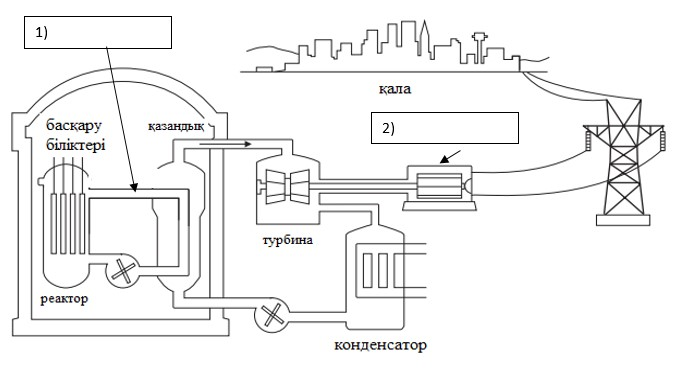 1)
қала
2)
басқару
біліктері
қазандық
турбина
реактор
конденсатор